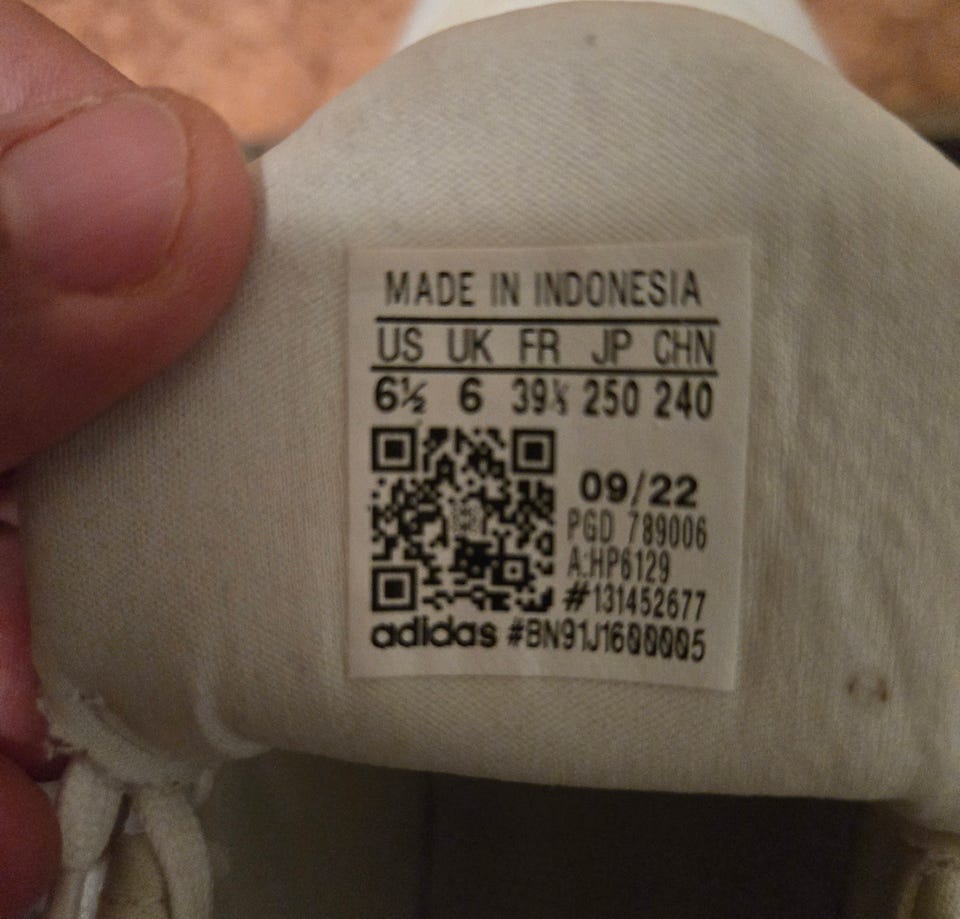 MADE IN INDONESIA
US UK FR JP CHN
6½ 6 39⅓ 250 240
09/22
PGD 789006
A:HP6129
#131452677
adidas #BN91J1600005